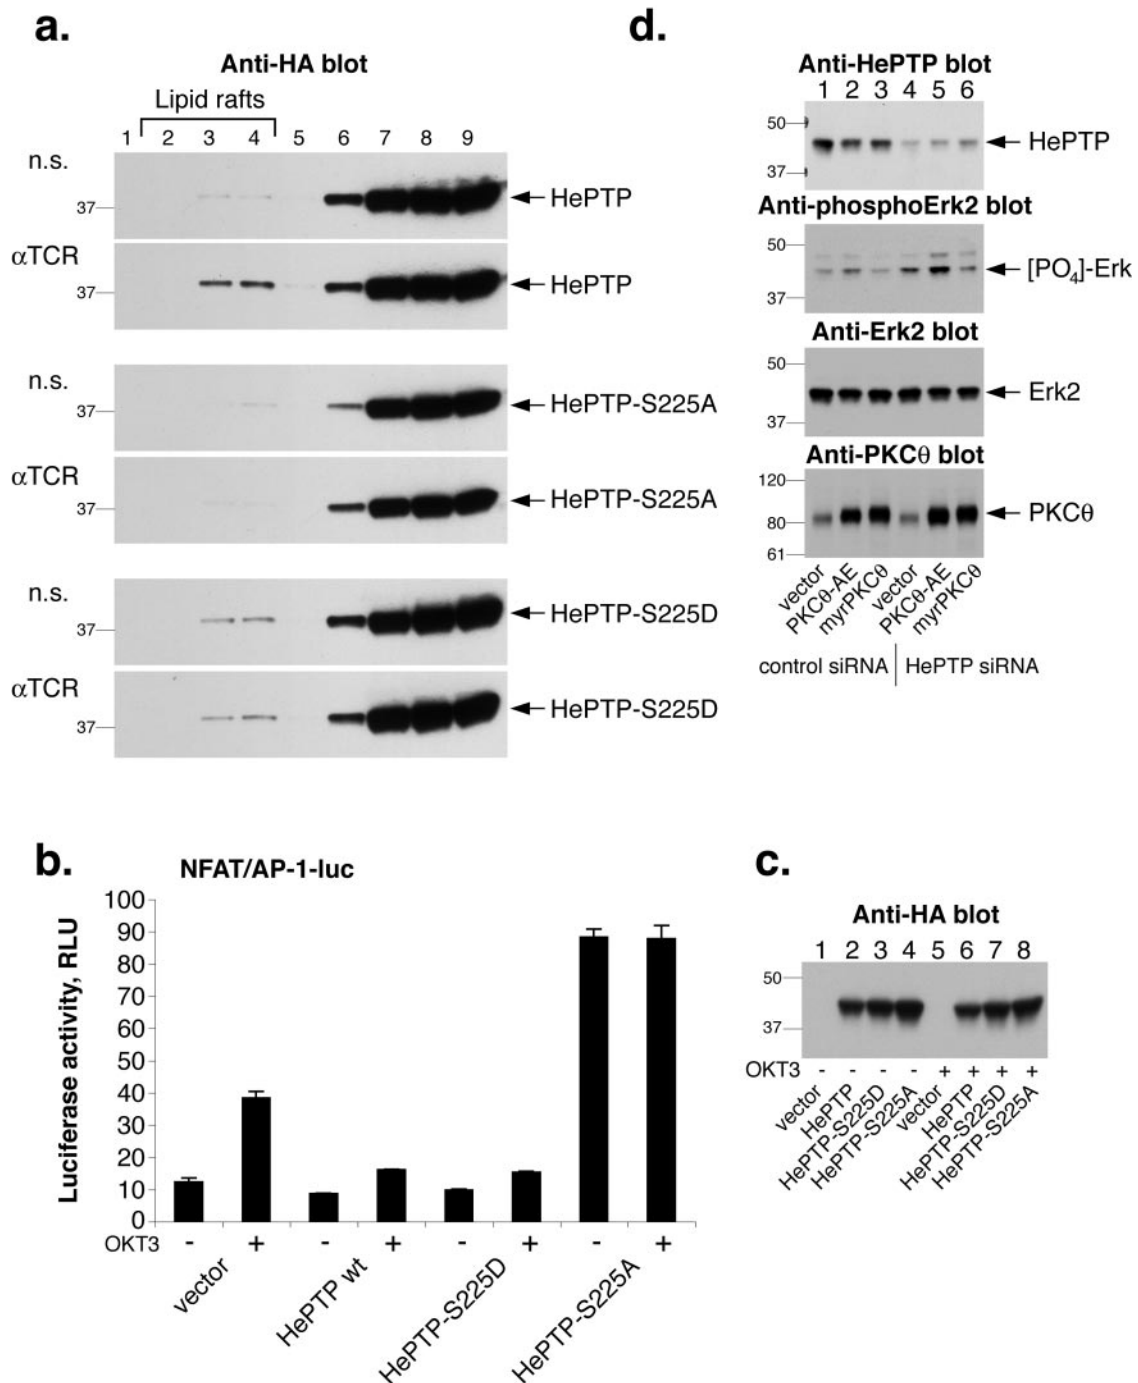 a.
Anti-HA blot
Lipid rafts
1 2 3 4 5 6 7 8 9
n.s.
37
HePTP
αTCR
37
HePTP
n.s.
37
HePTP-S225A
αTCR
37
HePTP-S225A
n.s.
37
HePTP-S225D
αTCR
37
HePTP-S225D
d.
Anti-HePTP blot
1 2 3 4 5 6
50
37
HePTP
Anti-phosphoErk2 blot
50
37
[PO₄]-Erk
Anti-Erk2 blot
50
37
Erk2
Anti-PKCθ blot
120
80
61
PKCθ
vector
PKCθ-AE
myrPKCθ
vector
PKCθ-AE
myrPKCθ
control siRNA
HePTP siRNA
b.
NFAT/AP-1-luc
Luciferase activity, RLU
100
90
80
70
60
50
40
30
20
10
0
OKT3 - + - + - + - +
vector
HePTP wt
HePTP-S225D
HePTP-S225A
c.
Anti-HA blot
1 2 3 4 5 6 7 8
50
37
OKT3 - - - - + + + +
vector
HePTP
HePTP-S225D
HePTP-S225A
vector
HePTP
HePTP-S225D
HePTP-S225A